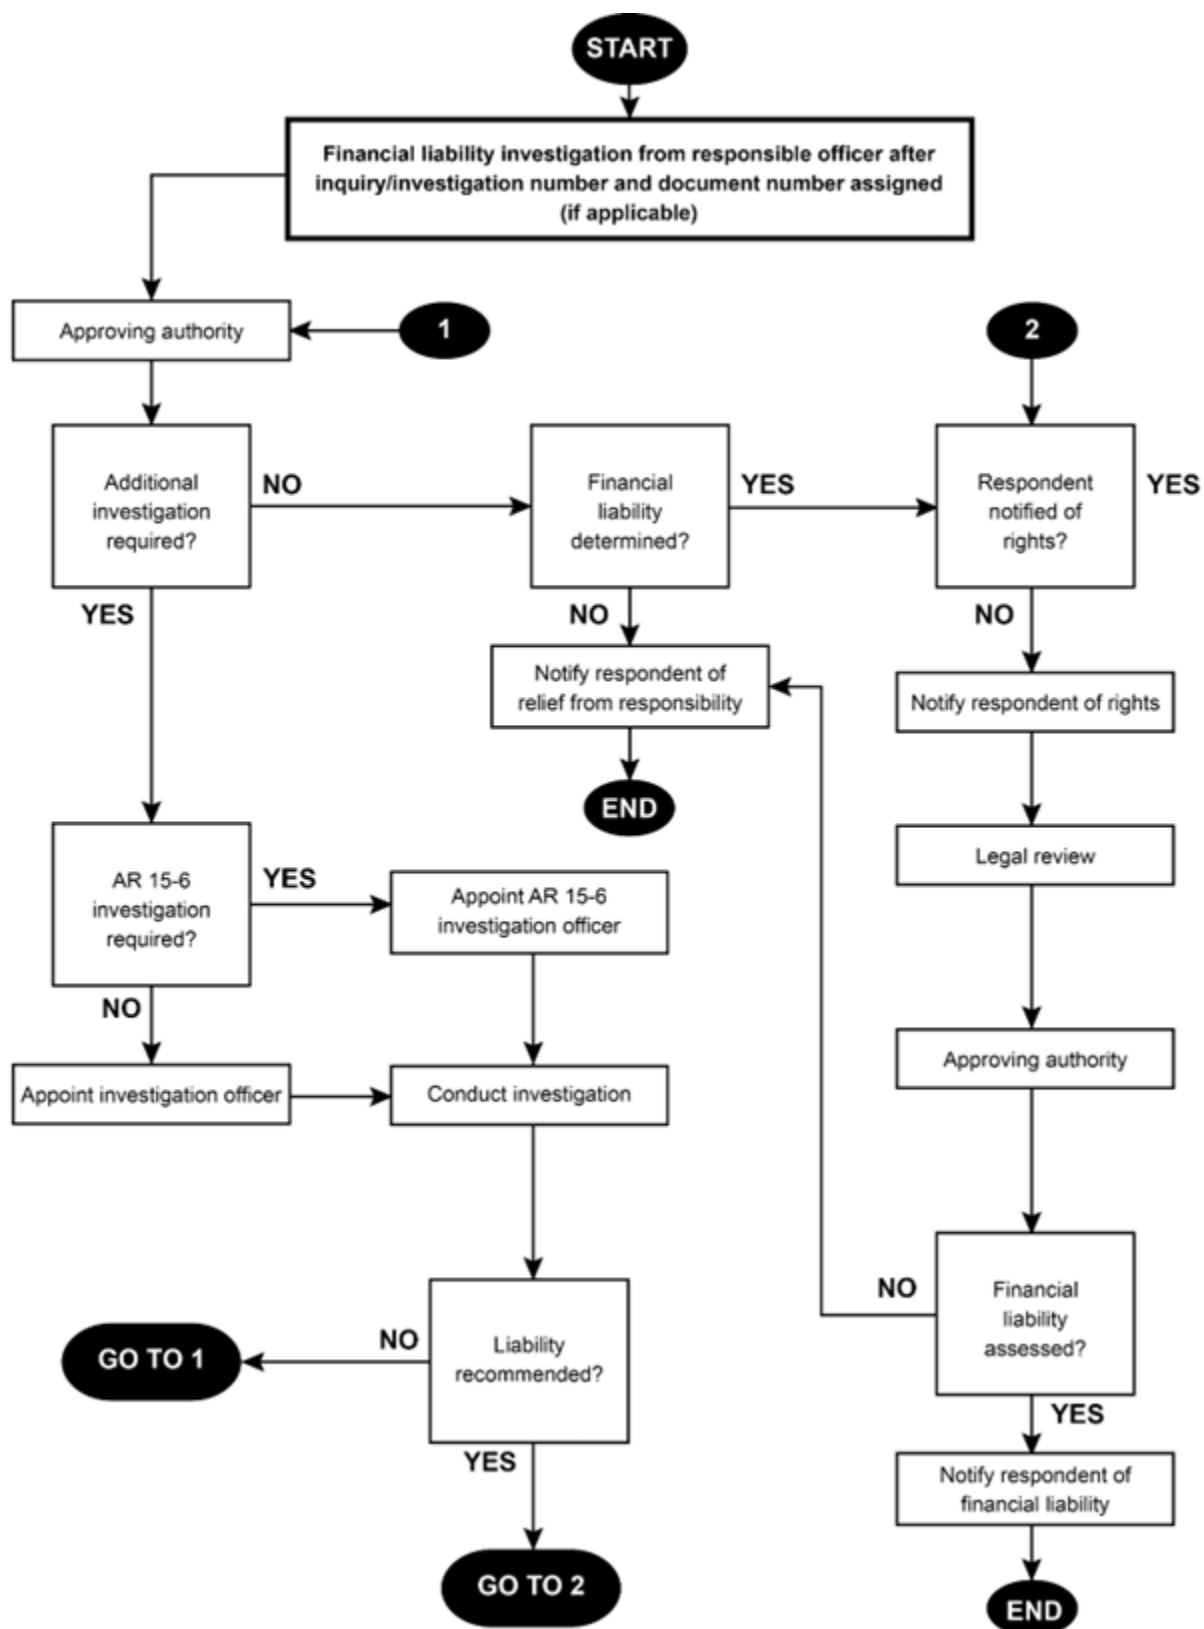 START
Financial liability investigation from responsible officer after
inquiry/investigation number and document number assigned
(if applicable)
Approving authority
1
2
Additional
investigation
required?
NO
Financial
liability
determined?
YES
Respondent
notified of
rights?
YES
YES
NO
NO
Notify respondent of
relief from responsibility
Notify respondent of rights
END
Legal review
AR 15-6
investigation
required?
YES
Appoint AR 15-6
investigation officer
NO
Approving authority
Appoint investigation officer
Conduct investigation
NO
Financial
liability
assessed?
GO TO 1
NO
Liability
recommended?
YES
YES
Notify respondent of
financial liability
GO TO 2
END